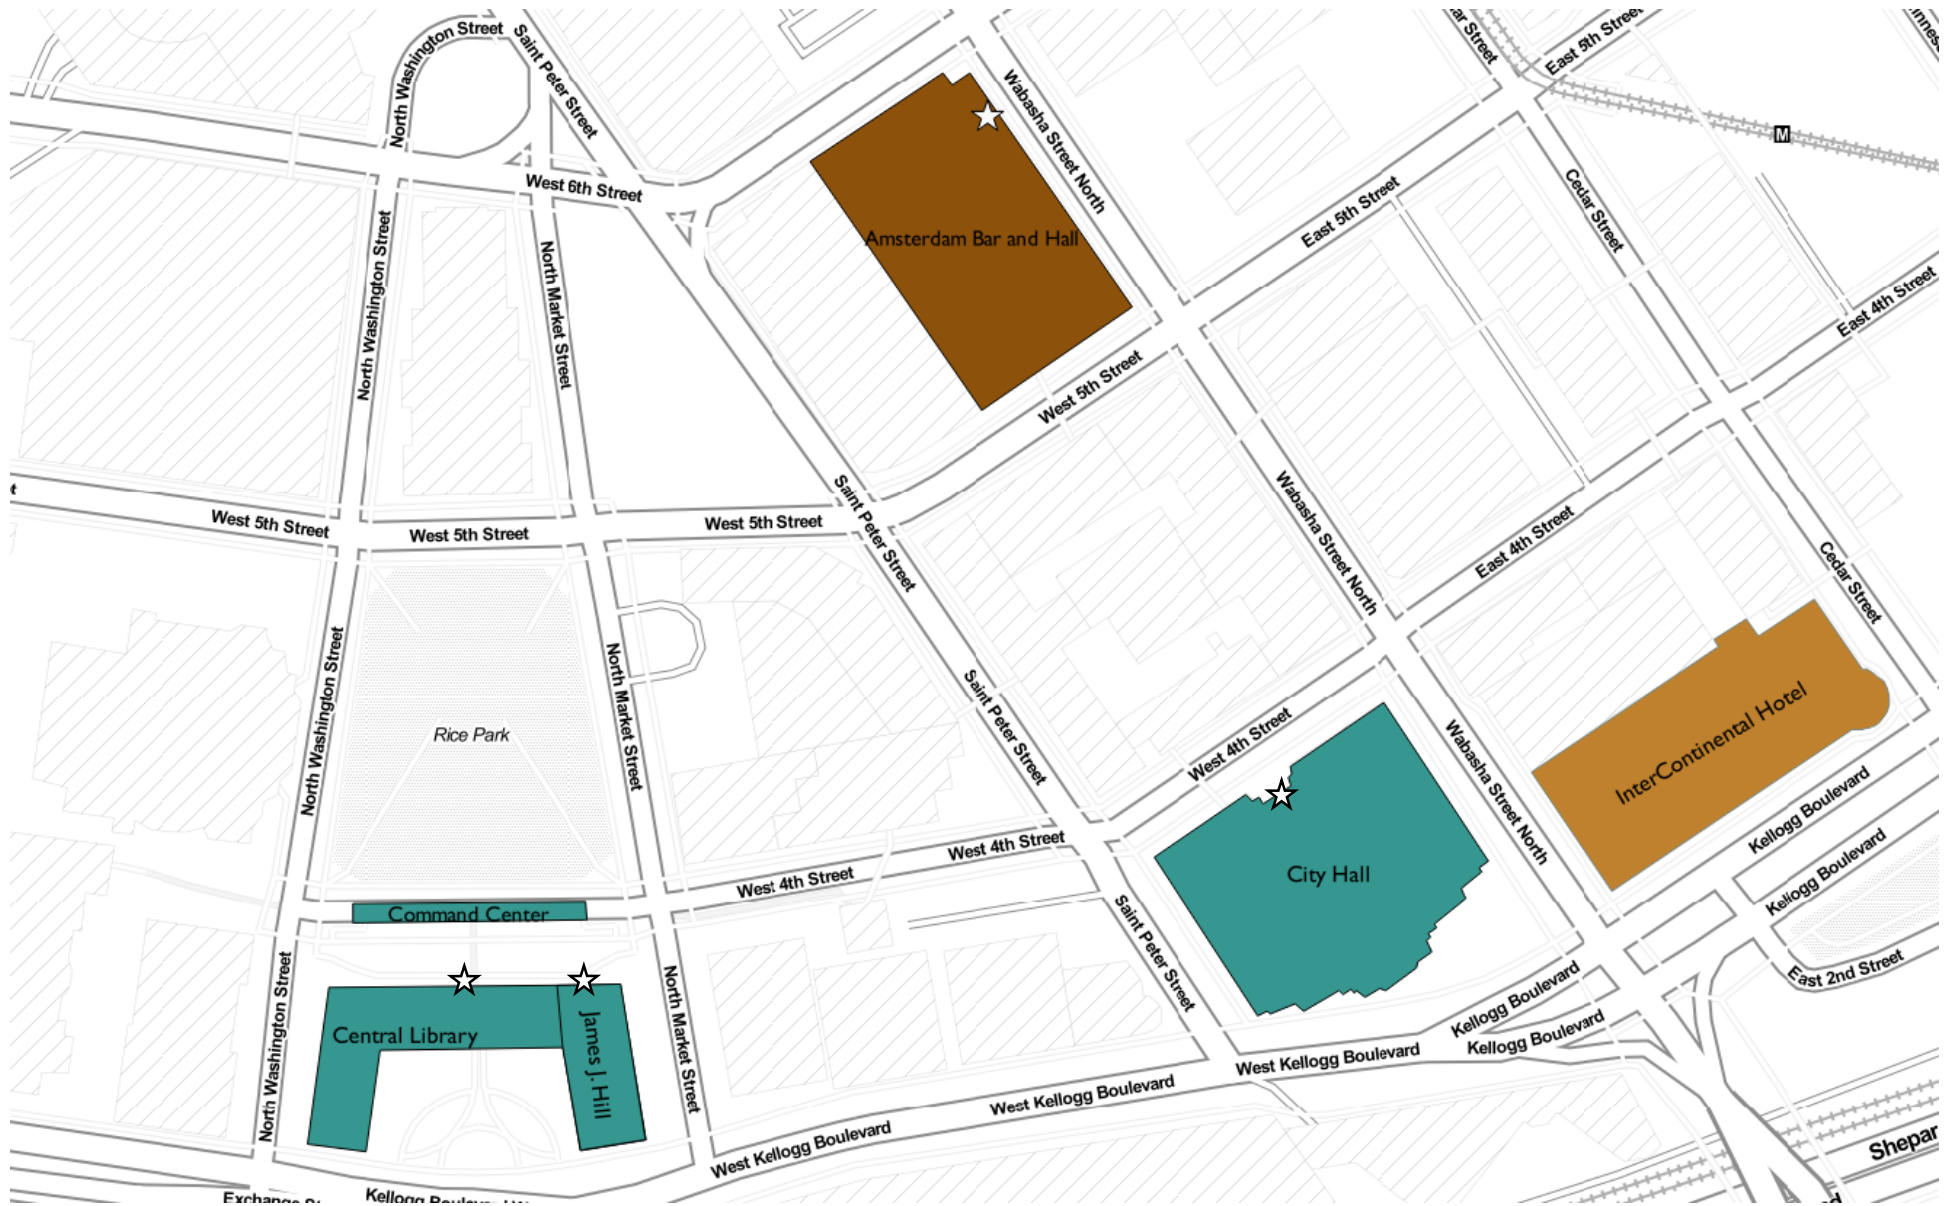 North Washington Street
Saint Peter Street
Wabasha Street North
East 5th Street
M
West 6th Street
Amsterdam Bar and Hall
East 5th Street
Cedar Street
North Washington Street
North Market Street
East 4th Street
West 5th Street
Saint Peter Street
Wabasha Street North
West 5th Street
West 5th Street
West 5th Street
East 4th Street
Cedar Street
North Washington Street
North Market Street
Rice Park
Saint Peter Street
West 4th Street
Wabasha Street North
InterContinental Hotel
Kellogg Boulevard
Kellogg Boulevard
West 4th Street
West 4th Street
City Hall
Command Center
Saint Peter Street
East 2nd Street
North Washington Street
North Market Street
Central Library
James J. Hill
Kellogg Boulevard
Kellogg Boulevard
West Kellogg Boulevard
West Kellogg Boulevard
West Kellogg Boulevard
Shepar